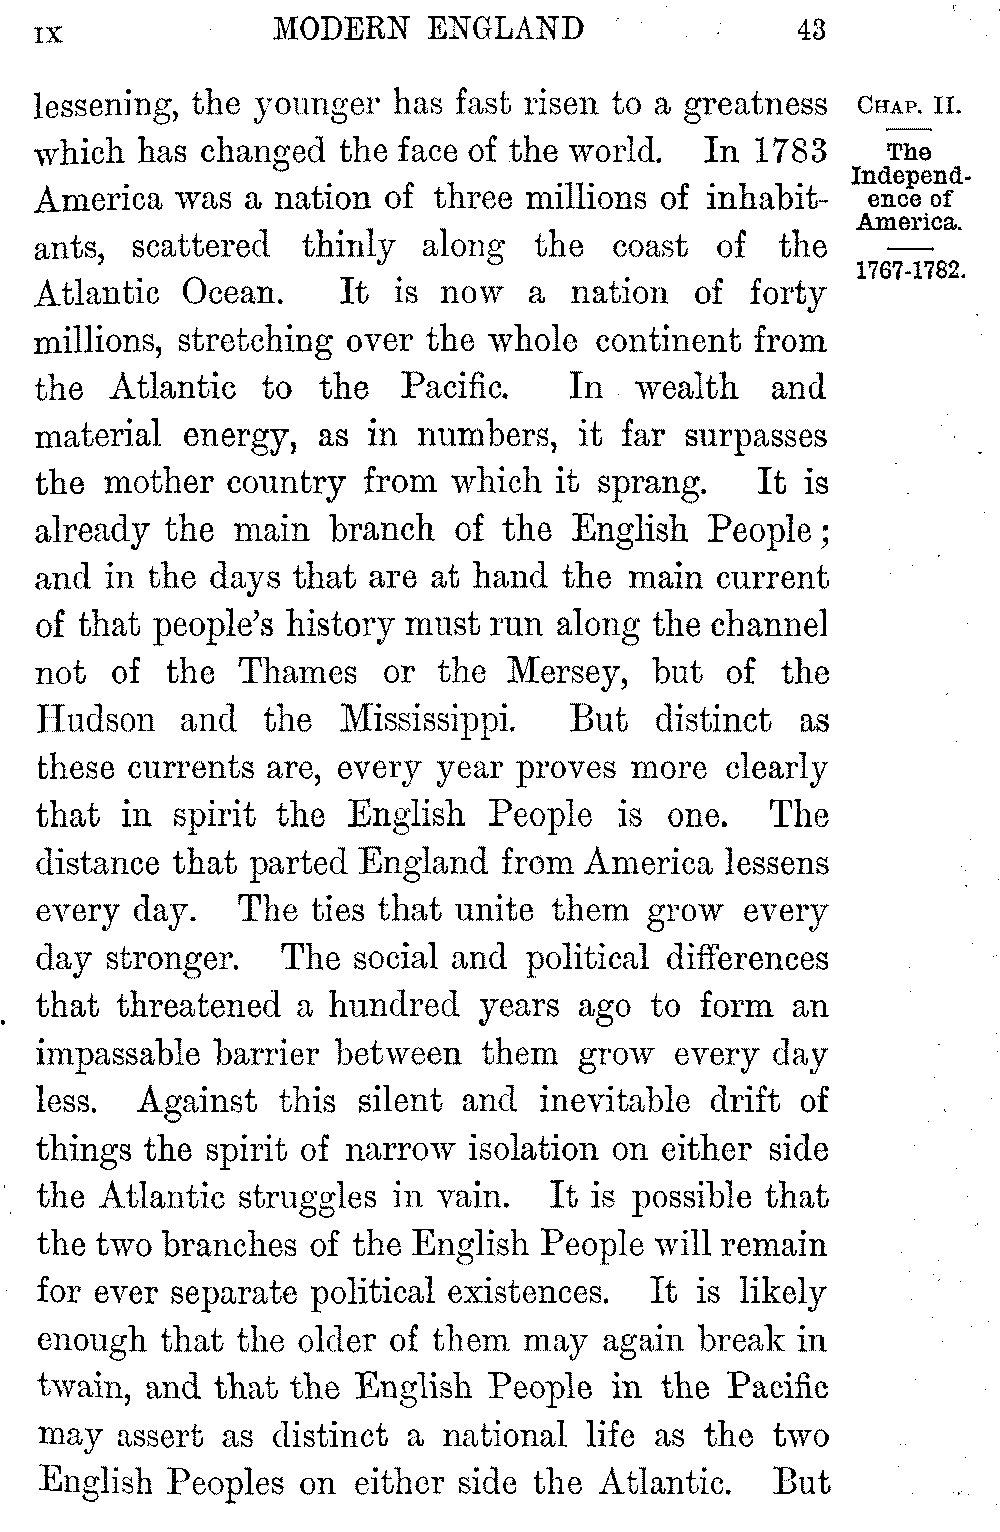 IX MODERN ENGLAND 43
lessening, the younger has fast risen to a greatness
which has changed the face of the world. In 1783
America was a nation of three millions of inhabit-
ants, scattered thinly along the coast of the
Atlantic Ocean. It is now a nation of forty
millions, stretching over the whole continent from
the Atlantic to the Pacific. In wealth and
material energy, as in numbers, it far surpasses
the mother country from which it sprang. It is
already the main branch of the English People;
and in the days that are at hand the main current
of that people's history must run along the channel
not of the Thames or the Mersey, but of the
Hudson and the Mississippi. But distinct as
these currents are, every year proves more clearly
that in spirit the English People is one. The
distance that parted England from America lessens
every day. The ties that unite them grow every
day stronger. The social and political differences
that threatened a hundred years ago to form an
impassable barrier between them grow every day
less. Against this silent and inevitable drift of
things the spirit of narrow isolation on either side
the Atlantic struggles in vain. It is possible that
the two branches of the English People will remain
for ever separate political existences. It is likely
enough that the older of them may again break in
twain, and that the English People in the Pacific
may assert as distinct a national life as the two
English Peoples on either side the Atlantic. But
CHAP. II.
The
Independ-
ence of
America.
1767-1782.